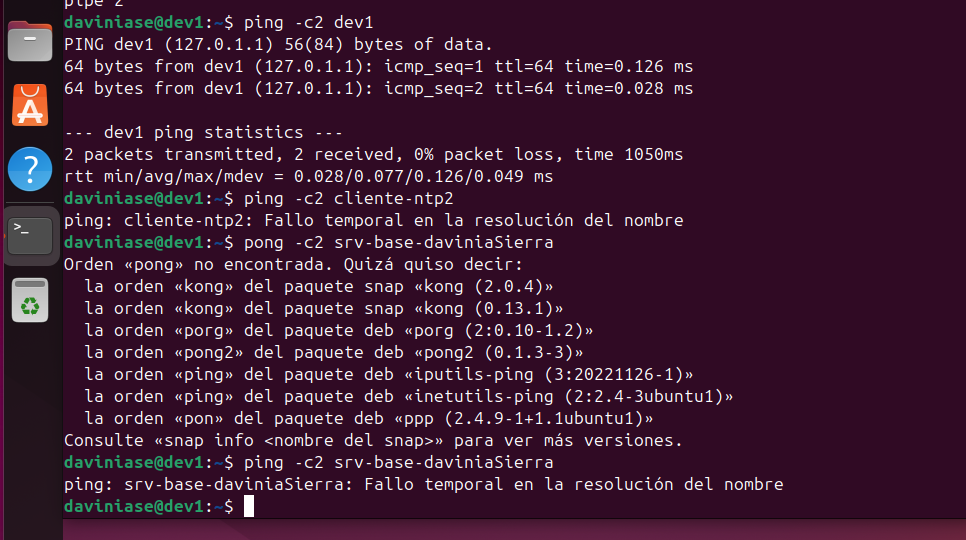 pipe 2
daviniase@dev1:~$ ping -c2 dev1
PING dev1 (127.0.1.1) 56(84) bytes of data.
64 bytes from dev1 (127.0.1.1): icmp_seq=1 ttl=64 time=0.126 ms
64 bytes from dev1 (127.0.1.1): icmp_seq=2 ttl=64 time=0.028 ms

--- dev1 ping statistics ---
2 packets transmitted, 2 received, 0% packet loss, time 1050ms
rtt min/avg/max/mdev = 0.028/0.077/0.126/0.049 ms
daviniase@dev1:~$ ping -c2 cliente-ntp2
ping: cliente-ntp2: Fallo temporal en la resolución del nombre
daviniase@dev1:~$ pong -c2 srv-base-daviniaSierra
Orden «pong» no encontrada. Quizá quiso decir:
  la orden «kong» del paquete snap «kong (2.0.4)»
  la orden «kong» del paquete snap «kong (0.13.1)»
  la orden «porg» del paquete deb «porg (2:0.10-1.2)»
  la orden «pong2» del paquete deb «pong2 (0.1.3-3)»
  la orden «ping» del paquete deb «iputils-ping (3:20221126-1)»
  la orden «ping» del paquete deb «inetutils-ping (2:2.4-3ubuntu1)»
  la orden «pon» del paquete deb «ppp (2.4.9-1+1.1ubuntu1)»
Consulte «snap info <nombre del snap>» para ver más versiones.
daviniase@dev1:~$ ping -c2 srv-base-daviniaSierra
ping: srv-base-daviniaSierra: Fallo temporal en la resolución del nombre
daviniase@dev1:~$